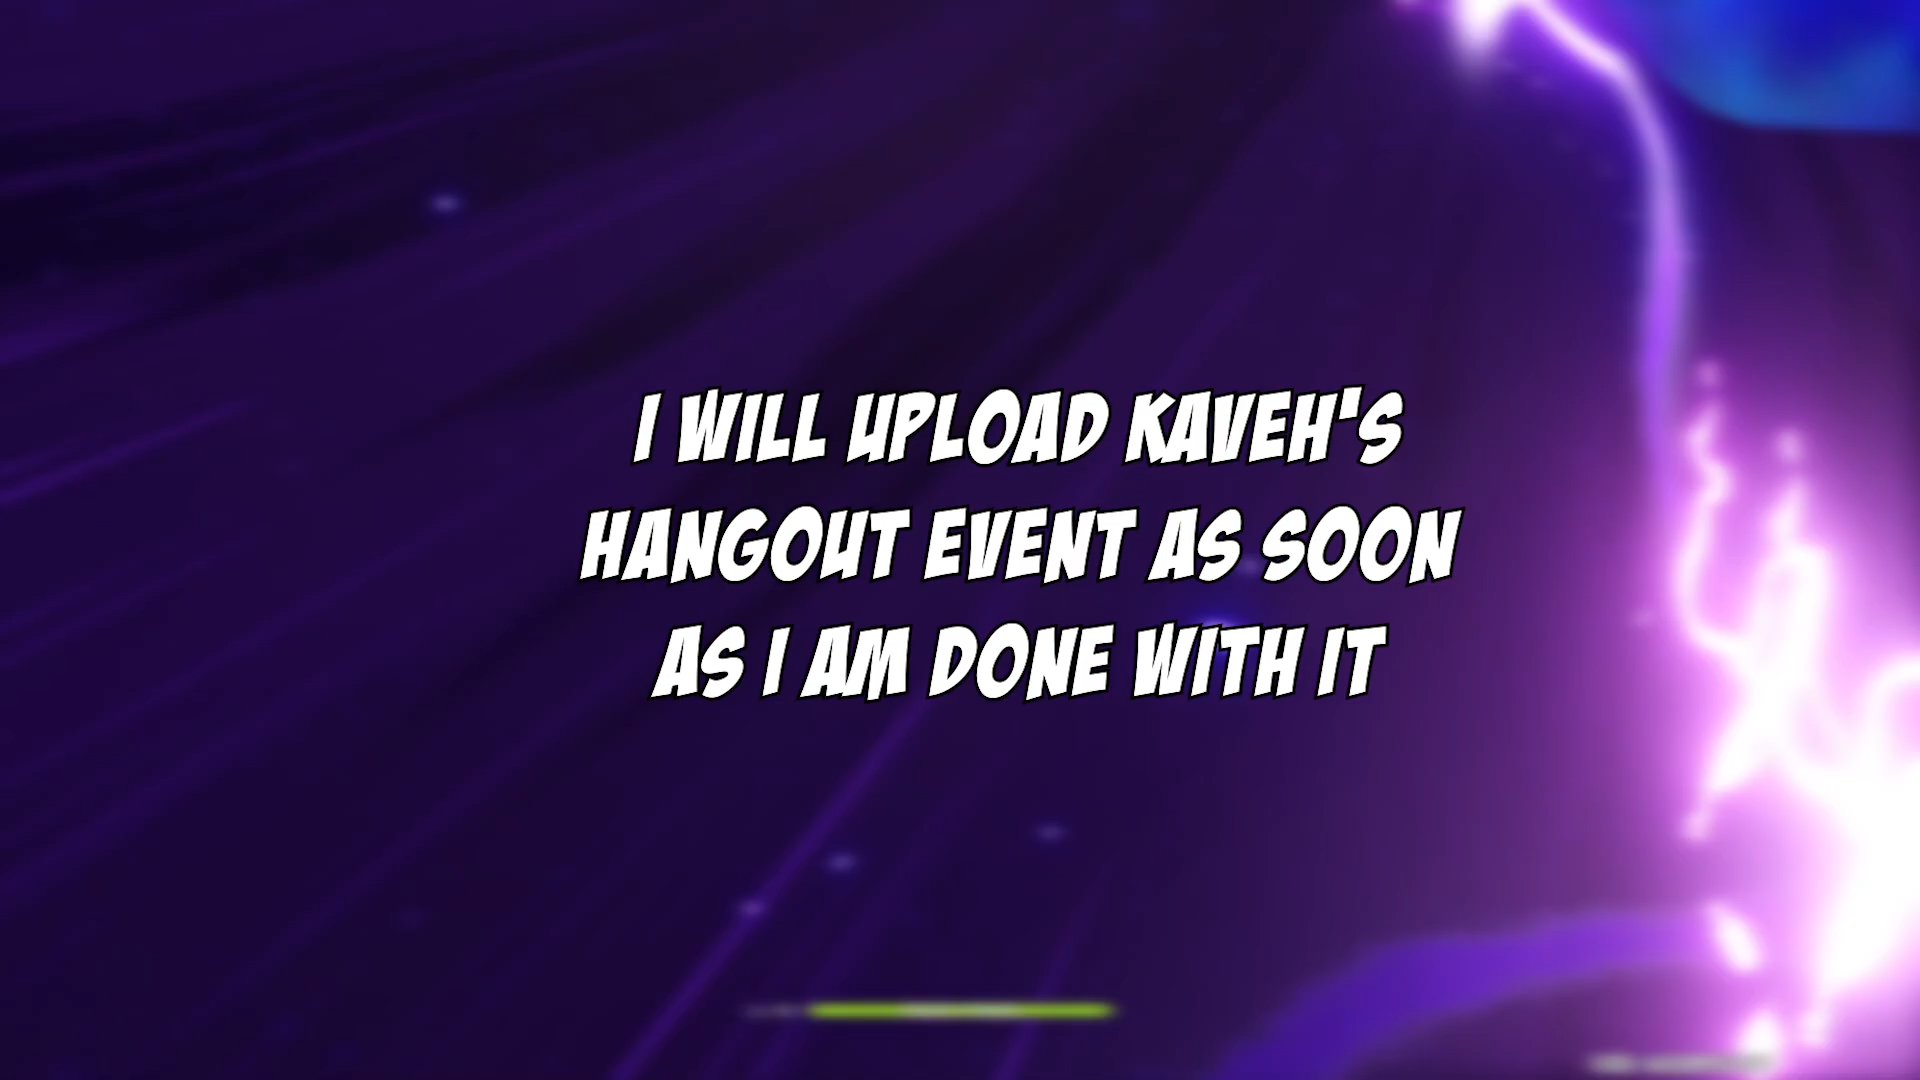 I WILL UPLOAD KAVEH'S
HANGOUT EVENT AS SOON
AS I AM DONE WITH IT